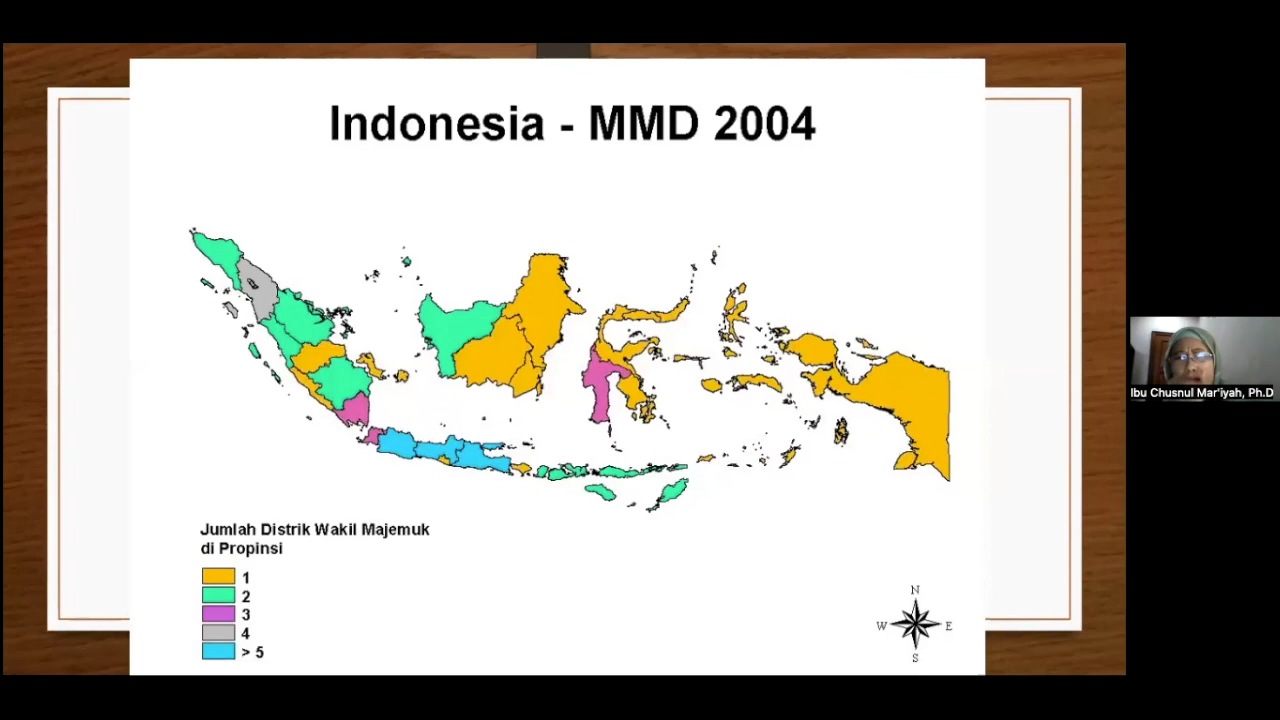 Indonesia - MMD 2004
Jumlah Distrik Wakil Majemuk
di Propinsi
1
2
3
4
> 5
N
W E
S
Ibu Chusnul Mar'iyah, Ph.D